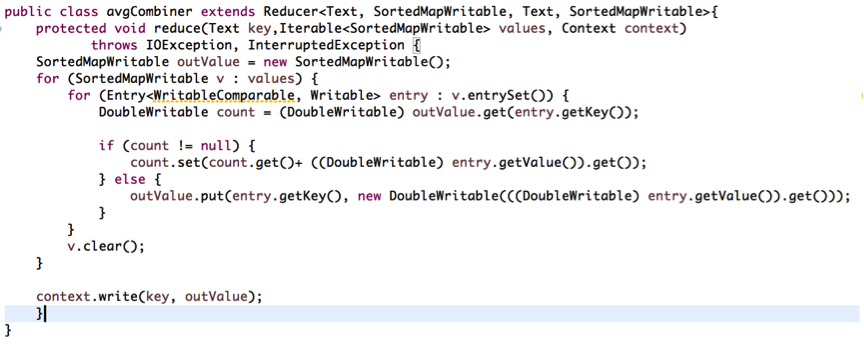 public class avgCombiner extends Reducer<Text, SortedMapWritable, Text, SortedMapWritable>{
    protected void reduce(Text key,Iterable<SortedMapWritable> values, Context context)
           throws IOException, InterruptedException {
    SortedMapWritable outValue = new SortedMapWritable();
    for (SortedMapWritable v : values) {
        for (Entry<WritableComparable, Writable> entry : v.entrySet()) {
            DoubleWritable count = (DoubleWritable) outValue.get(entry.getKey());

            if (count != null) {
                count.set(count.get()+ ((DoubleWritable) entry.getValue()).get());
            } else {
                outValue.put(entry.getKey(), new DoubleWritable(((DoubleWritable) entry.getValue()).get()));
            }
        }
        v.clear();
    }

    context.write(key, outValue);
    }
}